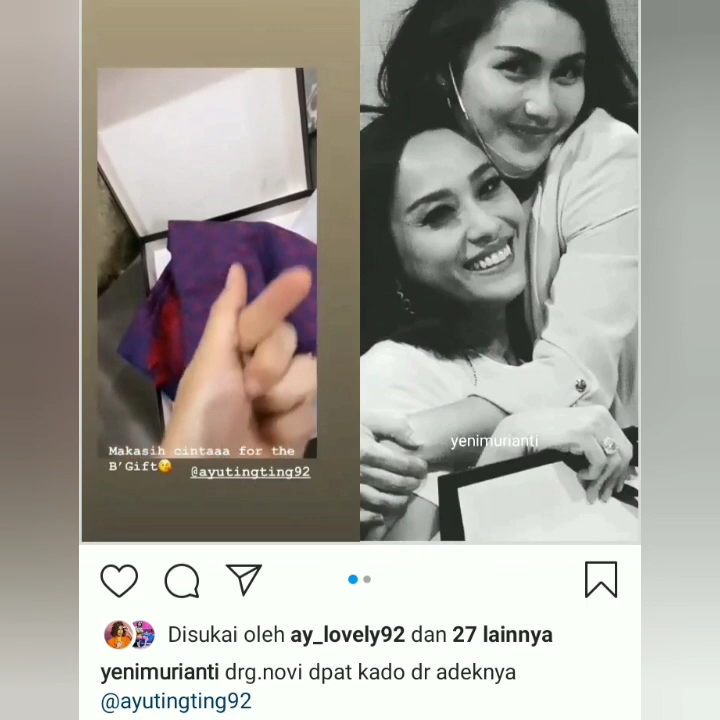 Makasih cintaaa for the
B'Gift😘 @ayutingting92
yenimurianti
Disukai oleh ay_lovely92 dan 27 lainnya
yenimurianti drg.novi dpat kado dr adeknya
@ayutingting92